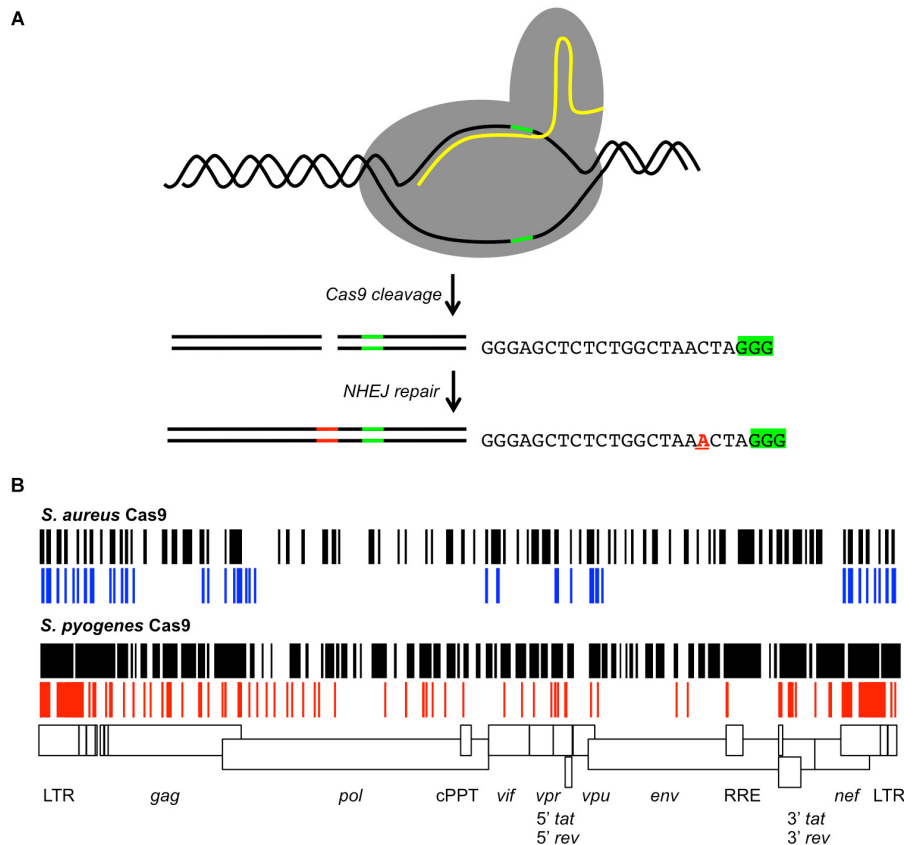 A
Cas9 cleavage
GGGAGCTCTCTGGCTAACTAGGG
NHEJ repair
GGGAGCTCTCTGGCTAAACTAGGG
B
S. aureus Cas9
S. pyogenes Cas9
LTR gag pol cPPT vif vpr vpu env RRE nef LTR
5’ tat 3’ tat
5’ rev 3’ rev